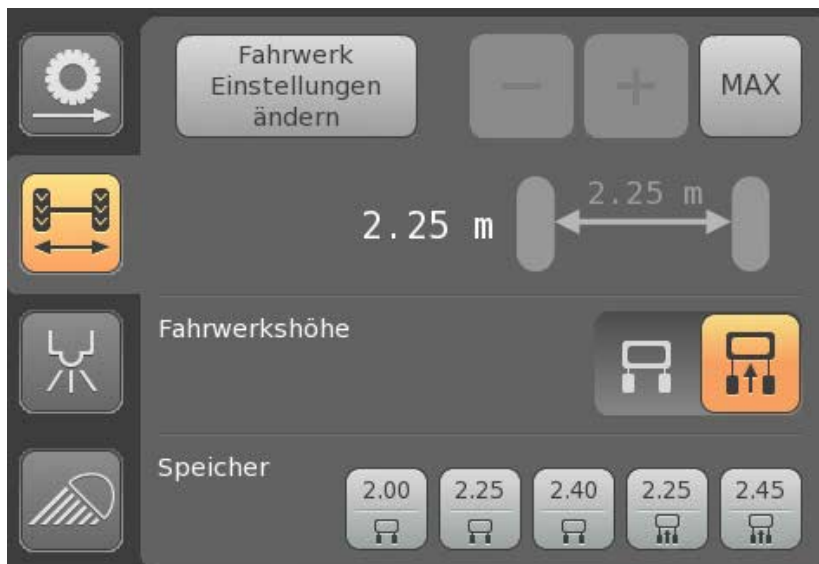 Fahrwerk
Einstellungen
ändern
MAX
2.25 m
2.25 m
Fahrwerkshöhe
Speicher
2.00 2.25 2.40 2.25 2.45